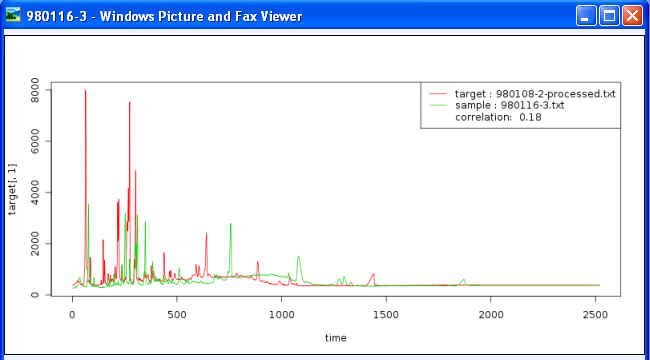 980116-3 - Windows Picture and Fax Viewer
target : 980108-2-processed.txt
sample : 980116-3.txt
correlation: 0.18
8000
6000
4000
2000
0
target[, 1]
0 500 1000 1500 2000 2500
time